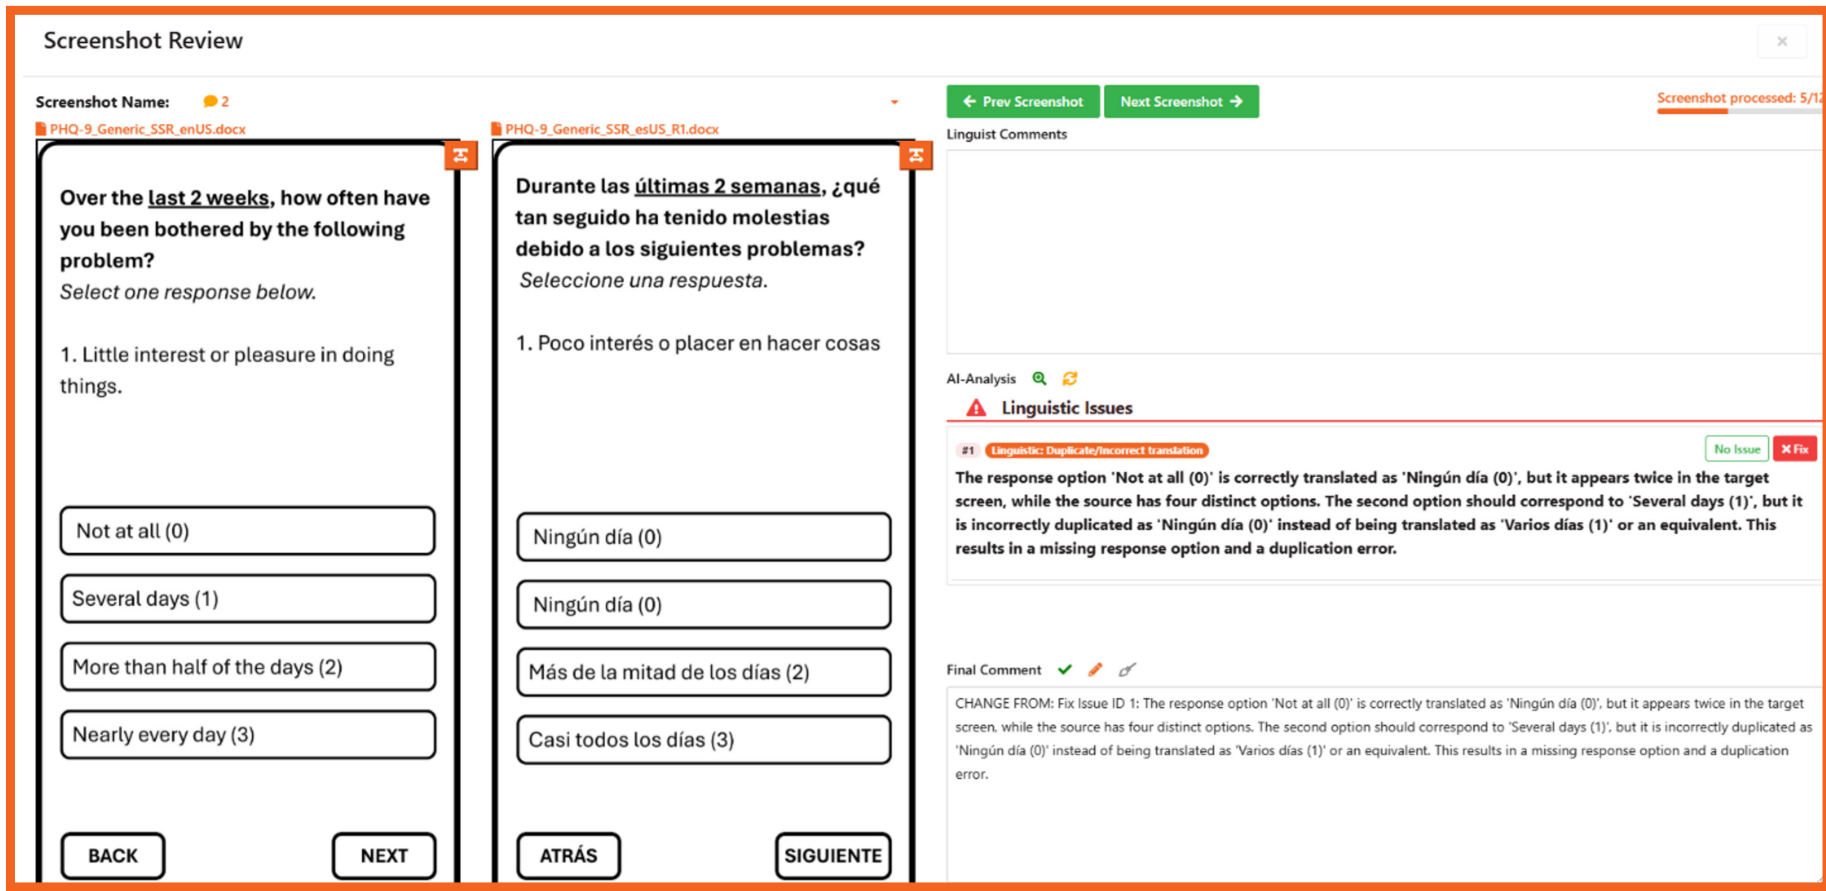 Screenshot Review
×
Screenshot Name: 2
PHQ-9_Generic_SSR_enUS.docx
Over the last 2 weeks, how often have
you been bothered by the following
problem?
Select one response below.
1. Little interest or pleasure in doing
things.
Not at all (0)
Several days (1)
More than half of the days (2)
Nearly every day (3)
BACK NEXT
PHQ-9_Generic_SSR_esUS_R1.docx
Durante las últimas 2 semanas, ¿qué
tan seguido ha tenido molestias
debido a los siguientes problemas?
Seleccione una respuesta.
1. Poco interés o placer en hacer cosas
Ningún día (0)
Ningún día (0)
Más de la mitad de los días (2)
Casi todos los días (3)
ATRÁS SIGUIENTE
← Prev Screenshot Next Screenshot →
Screenshot processed: 5/12
Linguist Comments
AI-Analysis
Linguistic Issues
#1 Linguistic: Duplicate/Incorrect translation No Issue ✕ Fix
The response option 'Not at all (0)' is correctly translated as 'Ningún día (0)', but it appears twice in the target
screen, while the source has four distinct options. The second option should correspond to 'Several days (1)', but it
is incorrectly duplicated as 'Ningún día (0)' instead of being translated as 'Varios días (1)' or an equivalent. This
results in a missing response option and a duplication error.
Final Comment
CHANGE FROM: Fix Issue ID 1: The response option 'Not at all (0)' is correctly translated as 'Ningún día (0)', but it appears twice in the target
screen, while the source has four distinct options. The second option should correspond to 'Several days (1)', but it is incorrectly duplicated as
'Ningún día (0)' instead of being translated as 'Varios días (1)' or an equivalent. This results in a missing response option and a duplication
error.